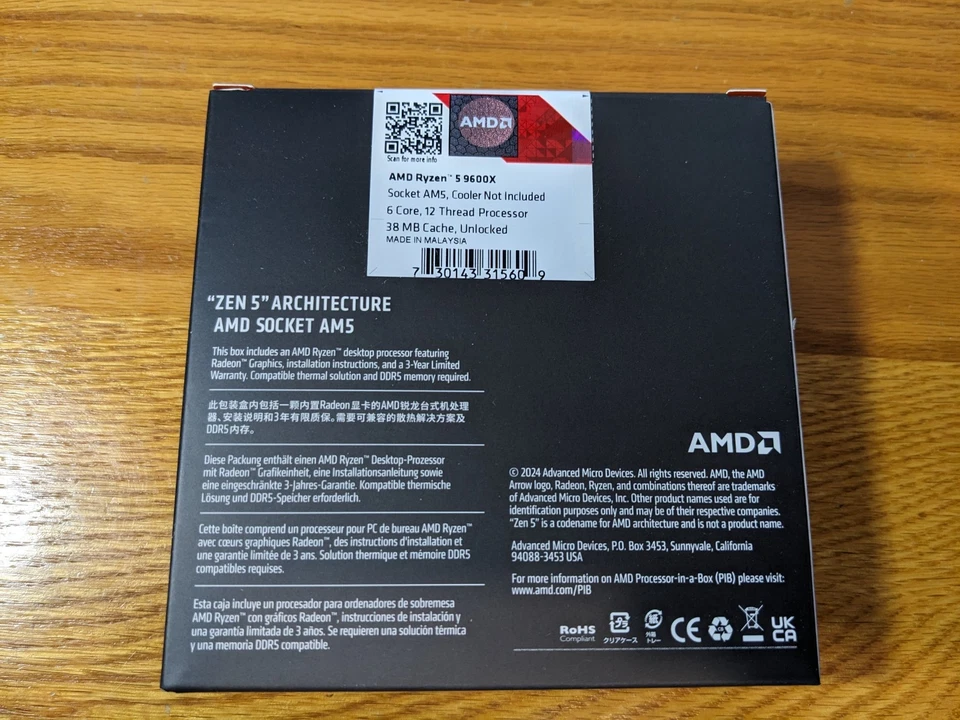 AMD
Scan for more info
AMD Ryzen™ 5 9600X
Socket AM5, Cooler Not Included
6 Core, 12 Thread Processor
38 MB Cache, Unlocked
MADE IN MALAYSIA
7 30143 31560 9
“ZEN 5” ARCHITECTURE
AMD SOCKET AM5
This box includes an AMD Ryzen™ desktop processor featuring
Radeon™ Graphics, installation instructions, and a 3-Year Limited
Warranty. Compatible thermal solution and DDR5 memory required.
此包装盒内包括一颗内置Radeon显卡的AMD锐龙台式机处理
器、安装说明和3年有限质保。需要可兼容的散热解决方案及
DDR5内存。
Diese Packung enthält einen AMD Ryzen™ Desktop-Prozessor
mit Radeon™ Grafikeinheit, eine Installationsanleitung sowie
eine eingeschränkte 3-Jahres-Garantie. Kompatible thermische
Lösung und DDR5-Speicher erforderlich.
Cette boîte comprend un processeur pour PC de bureau AMD Ryzen™
avec cœurs graphiques Radeon™, des instructions d'installation et
une garantie limitée de 3 ans. Solution thermique et mémoire DDR5
compatibles requises.
Esta caja incluye un procesador para ordenadores de sobremesa
AMD Ryzen™ con gráficos Radeon™, instrucciones de instalación y
una garantía limitada de 3 años. Se requieren una solución térmica
y una memoria DDR5 compatible.
AMD
© 2024 Advanced Micro Devices. All rights reserved. AMD, the AMD
Arrow logo, Radeon, Ryzen, and combinations thereof are trademarks
of Advanced Micro Devices, Inc. Other product names used are for
identification purposes only and may be of their respective companies.
“Zen 5” is a codename for AMD architecture and is not a product name.
Advanced Micro Devices, P.O. Box 3453, Sunnyvale, California
94088-3453 USA
For more information on AMD Processor-in-a-Box (PIB) please visit:
www.amd.com/PIB
RoHS
Compliant
プラ
クリアケース
紙
外箱
トレー
CE
UK
CA